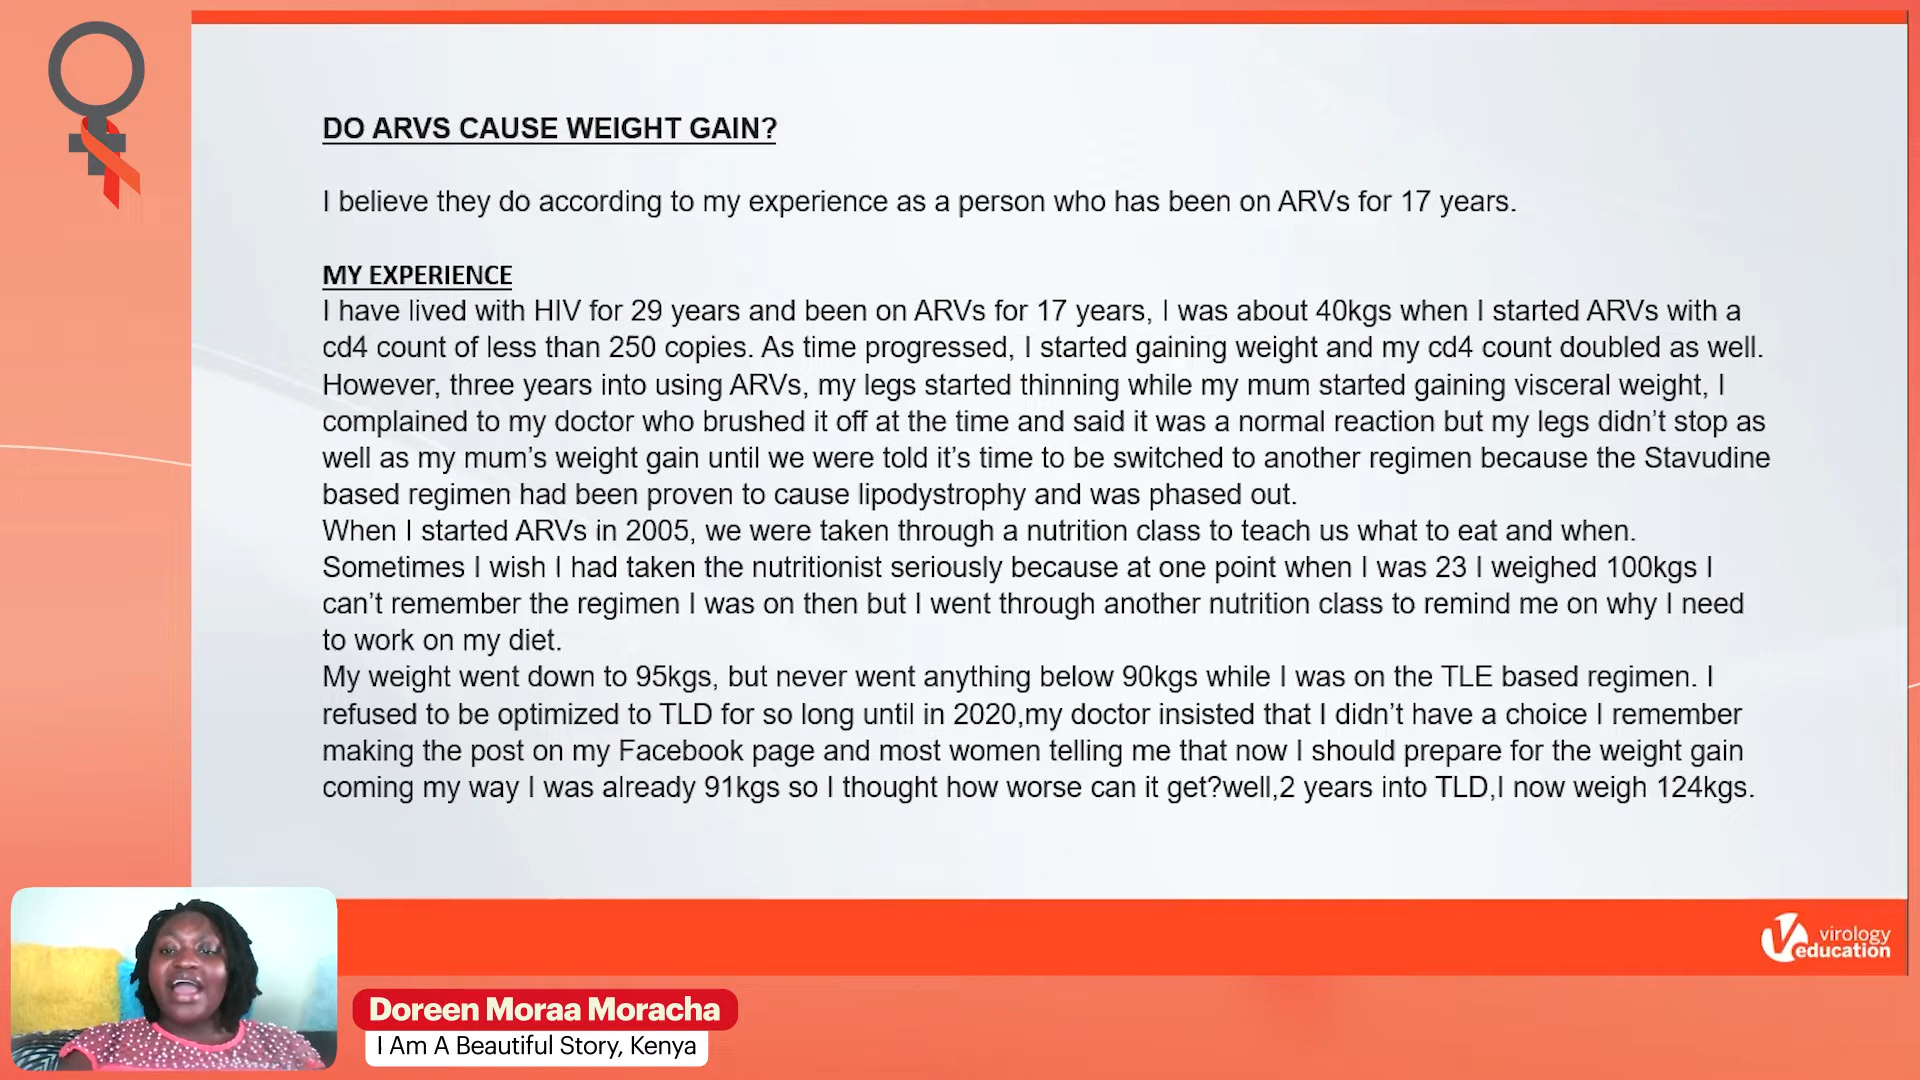 DO ARVS CAUSE WEIGHT GAIN?
I believe they do according to my experience as a person who has been on ARVs for 17 years.
MY EXPERIENCE
I have lived with HIV for 29 years and been on ARVs for 17 years, I was about 40kgs when I started ARVs with a
cd4 count of less than 250 copies. As time progressed, I started gaining weight and my cd4 count doubled as well.
However, three years into using ARVs, my legs started thinning while my mum started gaining visceral weight, I
complained to my doctor who brushed it off at the time and said it was a normal reaction but my legs didn’t stop as
well as my mum’s weight gain until we were told it’s time to be switched to another regimen because the Stavudine
based regimen had been proven to cause lipodystrophy and was phased out.
When I started ARVs in 2005, we were taken through a nutrition class to teach us what to eat and when.
Sometimes I wish I had taken the nutritionist seriously because at one point when I was 23 I weighed 100kgs I
can’t remember the regimen I was on then but I went through another nutrition class to remind me on why I need
to work on my diet.
My weight went down to 95kgs, but never went anything below 90kgs while I was on the TLE based regimen. I
refused to be optimized to TLD for so long until in 2020,my doctor insisted that I didn’t have a choice I remember
making the post on my Facebook page and most women telling me that now I should prepare for the weight gain
coming my way I was already 91kgs so I thought how worse can it get?well,2 years into TLD,I now weigh 124kgs.
virology
education
Doreen Moraa Moracha
I Am A Beautiful Story, Kenya